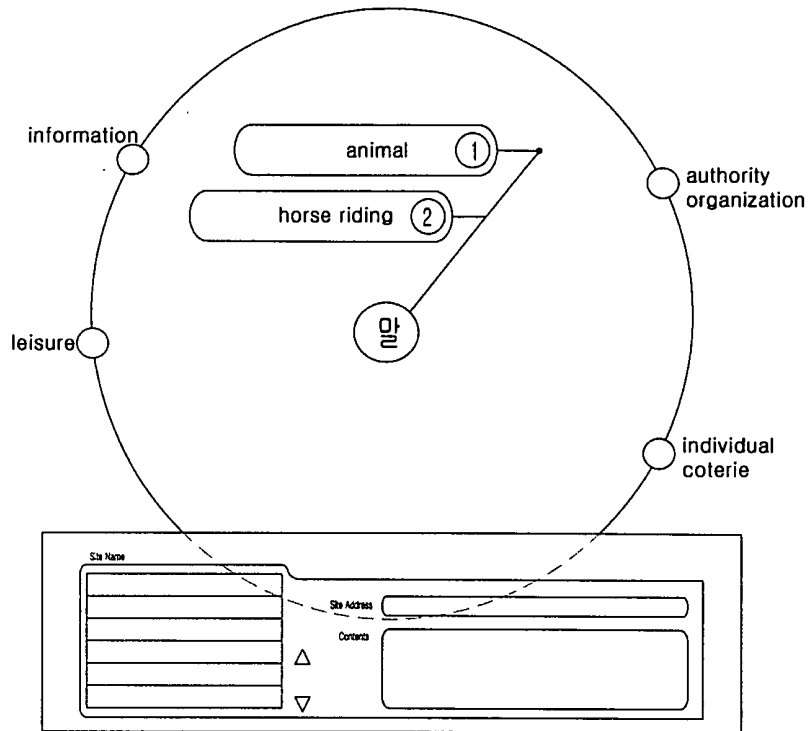 information
animal 1
authority
organization
horse riding 2
말
leisure
individual
coterie
Site Name
Site Address
Contents